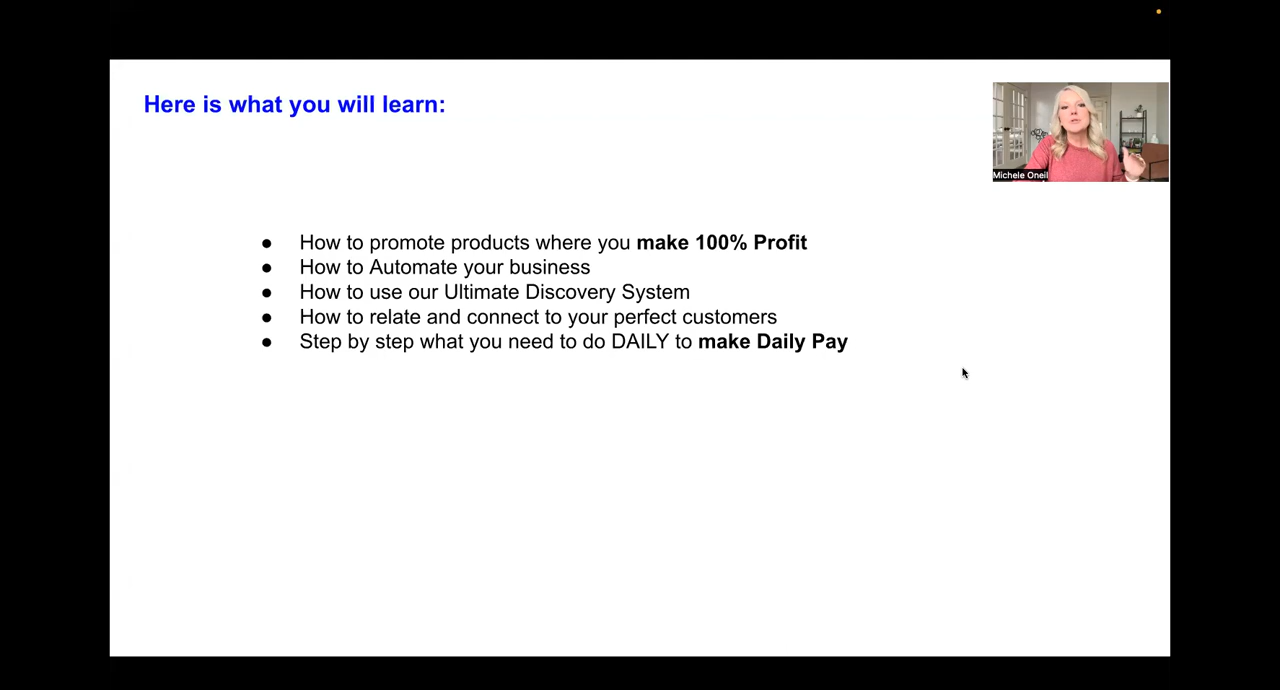 Here is what you will learn:
Michele Oneil
● How to promote products where you make 100% Profit
● How to Automate your business
● How to use our Ultimate Discovery System
● How to relate and connect to your perfect customers
● Step by step what you need to do DAILY to make Daily Pay